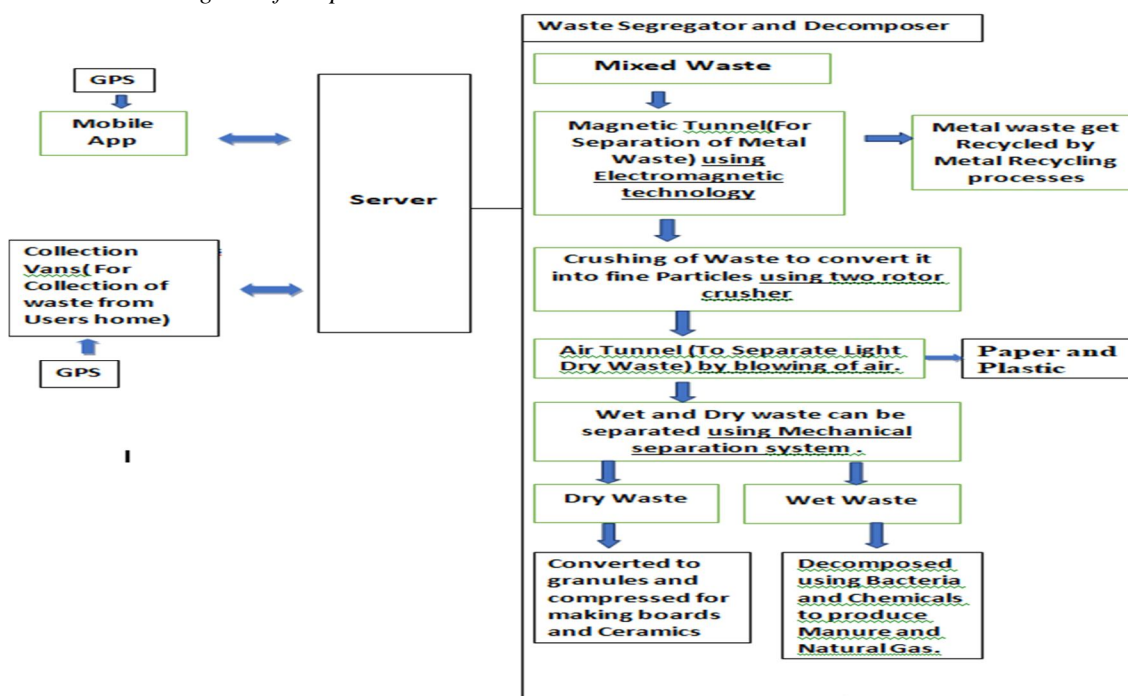 Waste Segregator and Decomposer
Mixed Waste
GPS
Mobile
App
Magnetic Tunnel(For
Separation of Metal
Waste) using
Electromagnetic
technology
Metal waste get
Recycled by
Metal Recycling
processes
Server
Collection
Vans( For
Collection of
waste from
Users home)
GPS
Crushing of Waste to convert it
into fine Particles using two rotor
crusher
Air Tunnel (To Separate Light
Dry Waste) by blowing of air.
Paper and
Plastic
Wet and Dry waste can be
separated using Mechanical
separation system .
I
Dry Waste
Wet Waste
Converted to
granules and
compressed for
making boards
and Ceramics
Decomposed
using Bacteria
and Chemicals
to produce
Manure and
Natural Gas.